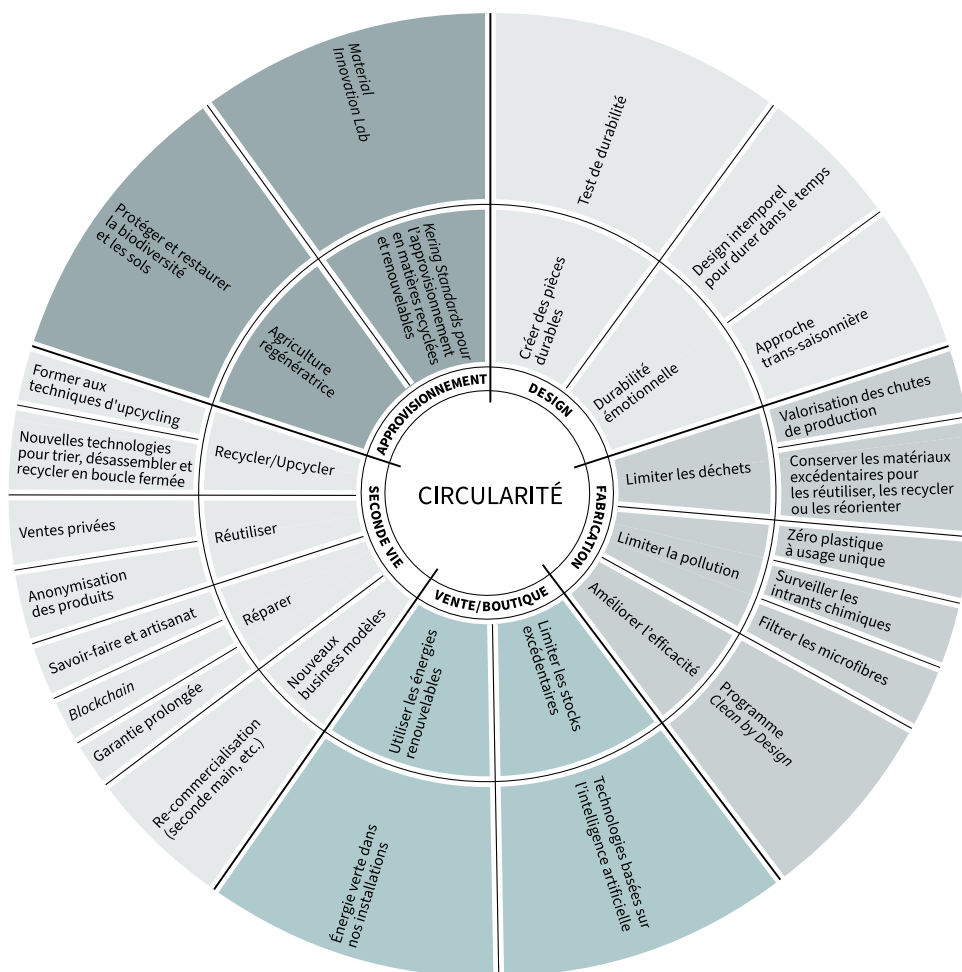 CIRCULARITÉ
APPROVISIONNEMENT
Material
Innovation Lab
Protéger et restaurer
la biodiversité
et les sols
Kering Standards pour
l'approvisionnement
en matières recyclées
et renouvelables
Agriculture
régénératrice
DESIGN
Test de durabilité
Design intemporel
pour durer dans le temps
Approche
trans-saisonnière
Créer des pièces
durables
Durabilité
émotionnelle
FABRICATION
Limiter les déchets
Valorisation des chutes
de production
Conserver les matériaux
excédentaires pour
les réutiliser, les recycler
ou les réorienter
Limiter la pollution
Zéro plastique
à usage unique
Surveiller les
intrants chimiques
Filtrer les microfibres
Améliorer l'efficacité
Programme
Clean by Design
VENTE/BOUTIQUE
Limiter les stocks
excédentaires
Technologies basées sur
l'intelligence artificielle
Utiliser les énergies
renouvelables
Énergie verte dans
nos installations
SECONDE VIE
Nouveaux
business modèles
Re-commercialisation
(seconde main, etc.)
Réparer
Garantie prolongée
Blockchain
Savoir-faire et artisanat
Réutiliser
Anonymisation
des produits
Ventes privées
Recycler/Upcycler
Nouvelles technologies
pour trier, désassembler et
recycler en boucle fermée
Former aux
techniques d'upcycling